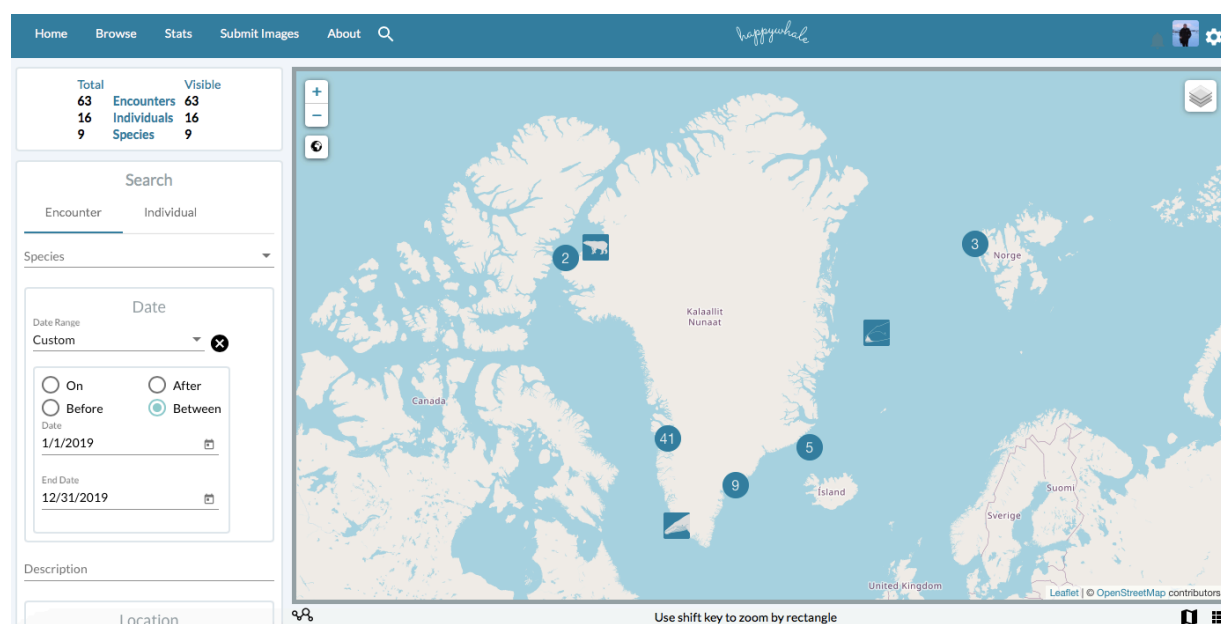 Home Browse Stats Submit Images About
happywhale
Total Visible
63 Encounters 63
16 Individuals 16
9 Species 9
Search
Encounter Individual
Species
Date
Date Range
Custom
On After
Before Between
Date
1/1/2019
End Date
12/31/2019
Description
Location
+
−
2
3
Norge
Kalaallit
Nunaat
Canada
41
5
9
Ísland
Suomi
Sverige
United Kingdom
Leaflet | © OpenStreetMap contributors
Use shift key to zoom by rectangle